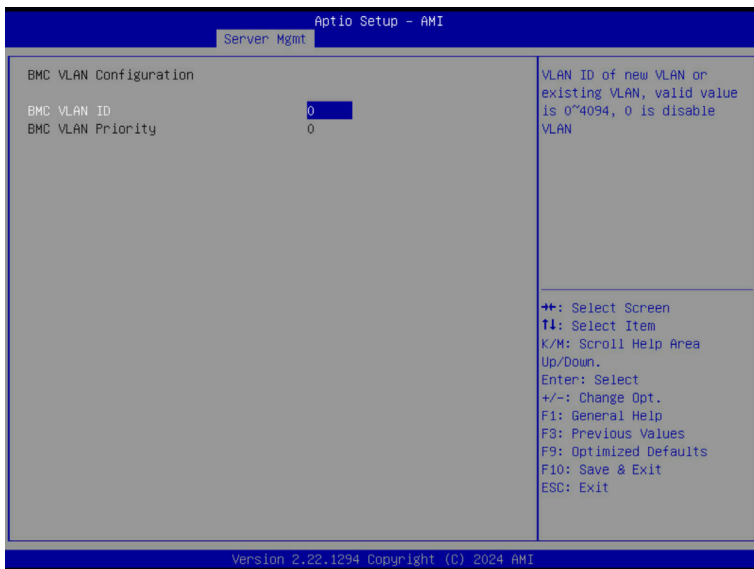 Aptio Setup – AMI
Server Mgmt
BMC VLAN Configuration
BMC VLAN ID 0
BMC VLAN Priority 0
VLAN ID of new VLAN or
existing VLAN, valid value
is 0~4094, 0 is disable
VLAN
→←: Select Screen
↑↓: Select Item
K/M: Scroll Help Area
Up/Down.
Enter: Select
+/-: Change Opt.
F1: General Help
F3: Previous Values
F9: Optimized Defaults
F10: Save & Exit
ESC: Exit
Version 2.22.1294 Copyright (C) 2024 AMI